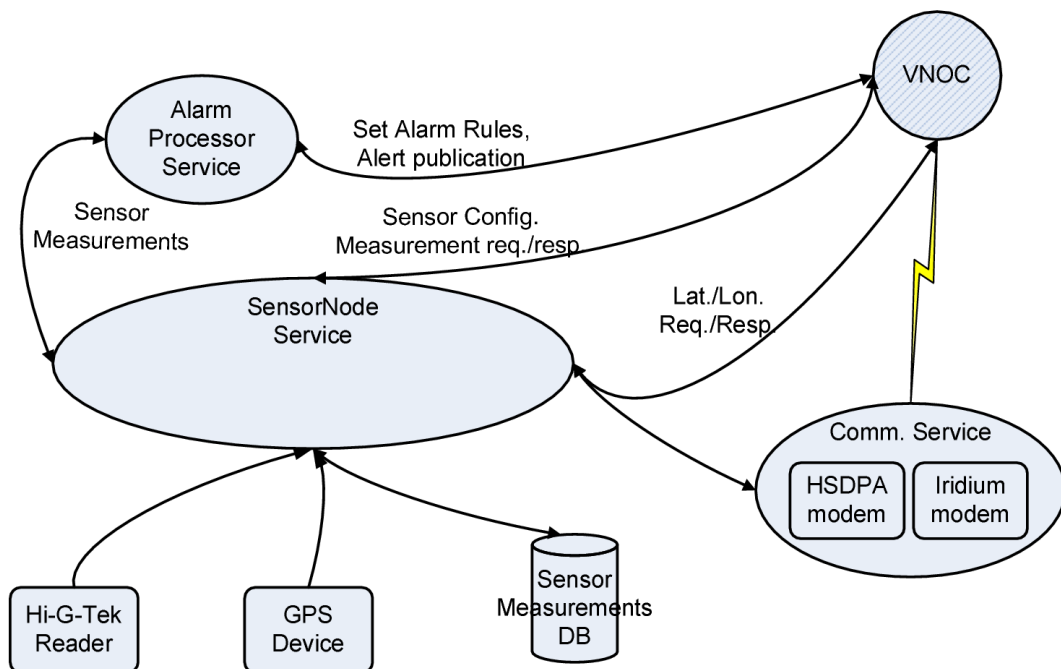 VNOC
Alarm
Processor
Service
Set Alarm Rules,
Alert publication
Sensor
Measurements
Sensor Config.
Measurement req./resp.
SensorNode
Service
Lat./Lon.
Req./Resp.
Comm. Service
HSDPA
modem
Iridium
modem
Hi-G-Tek
Reader
GPS
Device
Sensor
Measurements
DB